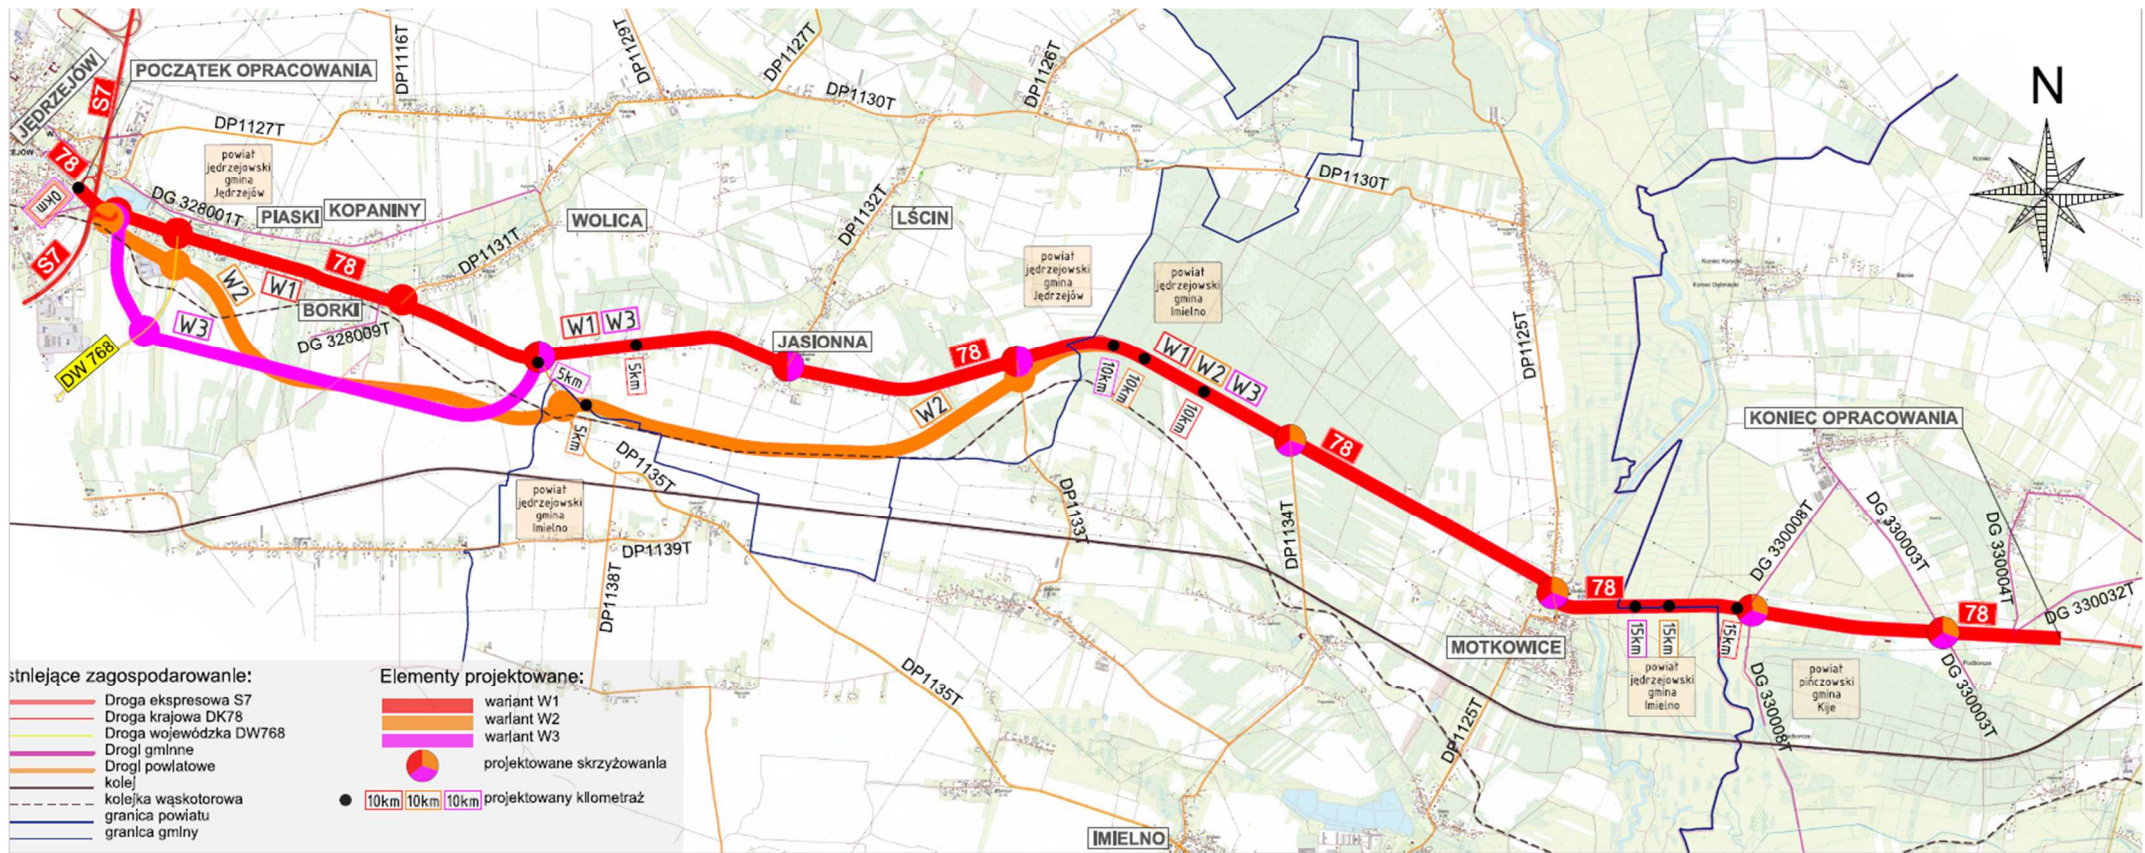 JĘDRZEJÓW
POCZĄTEK OPRACOWANIA
S7
DP1116T
DP1129T
DP1127T
DP1126T
DP1130T
N
DP1127T
78
powiat
jędrzejowski
gmina
Jędrzejów
0km
DG 328001T
PIASKI
KOPANINY
WOLICA
DP1132T
LŚCIN
DP1130T
S7
DP1131T
78
W1
W2
BORKI
W3
DG 328009T
DW 768
W1 W3
5km
5km
5km
JASIONNA
78
W2
powiat
jędrzejowski
gmina
Jędrzejów
powiat
jędrzejowski
gmina
Imielno
W1 W2 W3
10km
10km
10km
78
DP1125T
KONIEC OPRACOWANIA
DP1135T
powiat
jędrzejowski
gmina
Imielno
DP1139T
DP1138T
DP1133T
DP1134T
DG 330008T
DG 330003T
DG 330004T
DG 330032T
78
78
MOTKOWICE
15km
15km
15km
powiat
jędrzejowski
gmina
Imielno
powiat
pińczowski
gmina
Kije
DG 330008T
DG 330003T
DP1135T
DP1125T
IMIELNO
stniejące zagospodarowanie:
Droga ekspresowa S7
Droga krajowa DK78
Droga wojewódzka DW768
Drogi gminne
Drogi powiatowe
kolej
kolejka wąskotorowa
granica powiatu
granica gminy
Elementy projektowane:
wariant W1
wariant W2
wariant W3
projektowane skrzyżowania
10km 10km 10km projektowany kilometraż